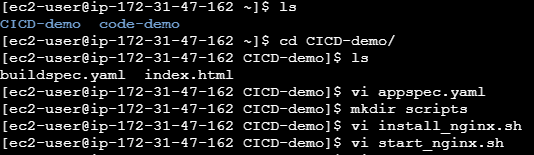 [ec2-user@ip-172-31-47-162 ~]$ ls
CICD-demo  code-demo
[ec2-user@ip-172-31-47-162 ~]$ cd CICD-demo/
[ec2-user@ip-172-31-47-162 CICD-demo]$ ls
buildspec.yaml  index.html
[ec2-user@ip-172-31-47-162 CICD-demo]$ vi appspec.yaml
[ec2-user@ip-172-31-47-162 CICD-demo]$ mkdir scripts
[ec2-user@ip-172-31-47-162 CICD-demo]$ vi install_nginx.sh
[ec2-user@ip-172-31-47-162 CICD-demo]$ vi start_nginx.sh